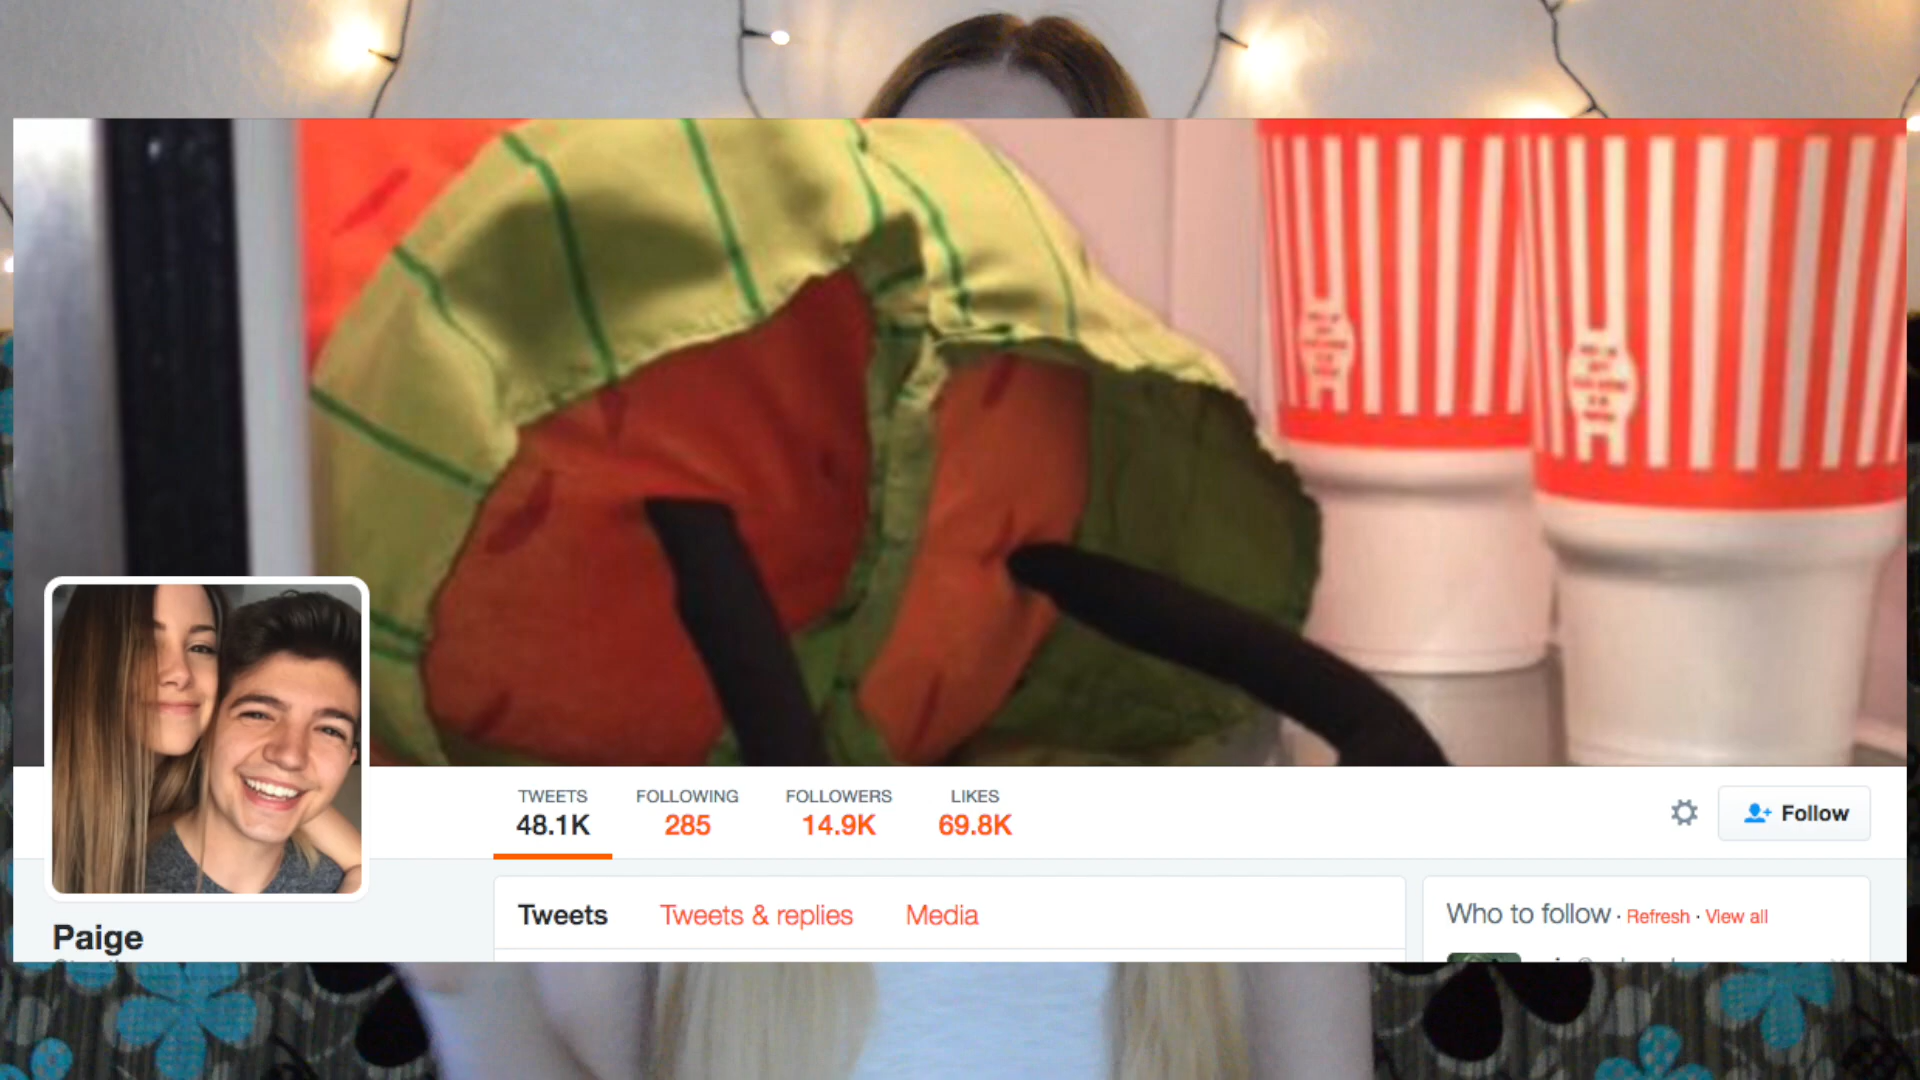 TWEETS FOLLOWING FOLLOWERS LIKES
48.1K 285 14.9K 69.8K
Follow
Tweets Tweets & replies Media
Who to follow · Refresh · View all
Paige